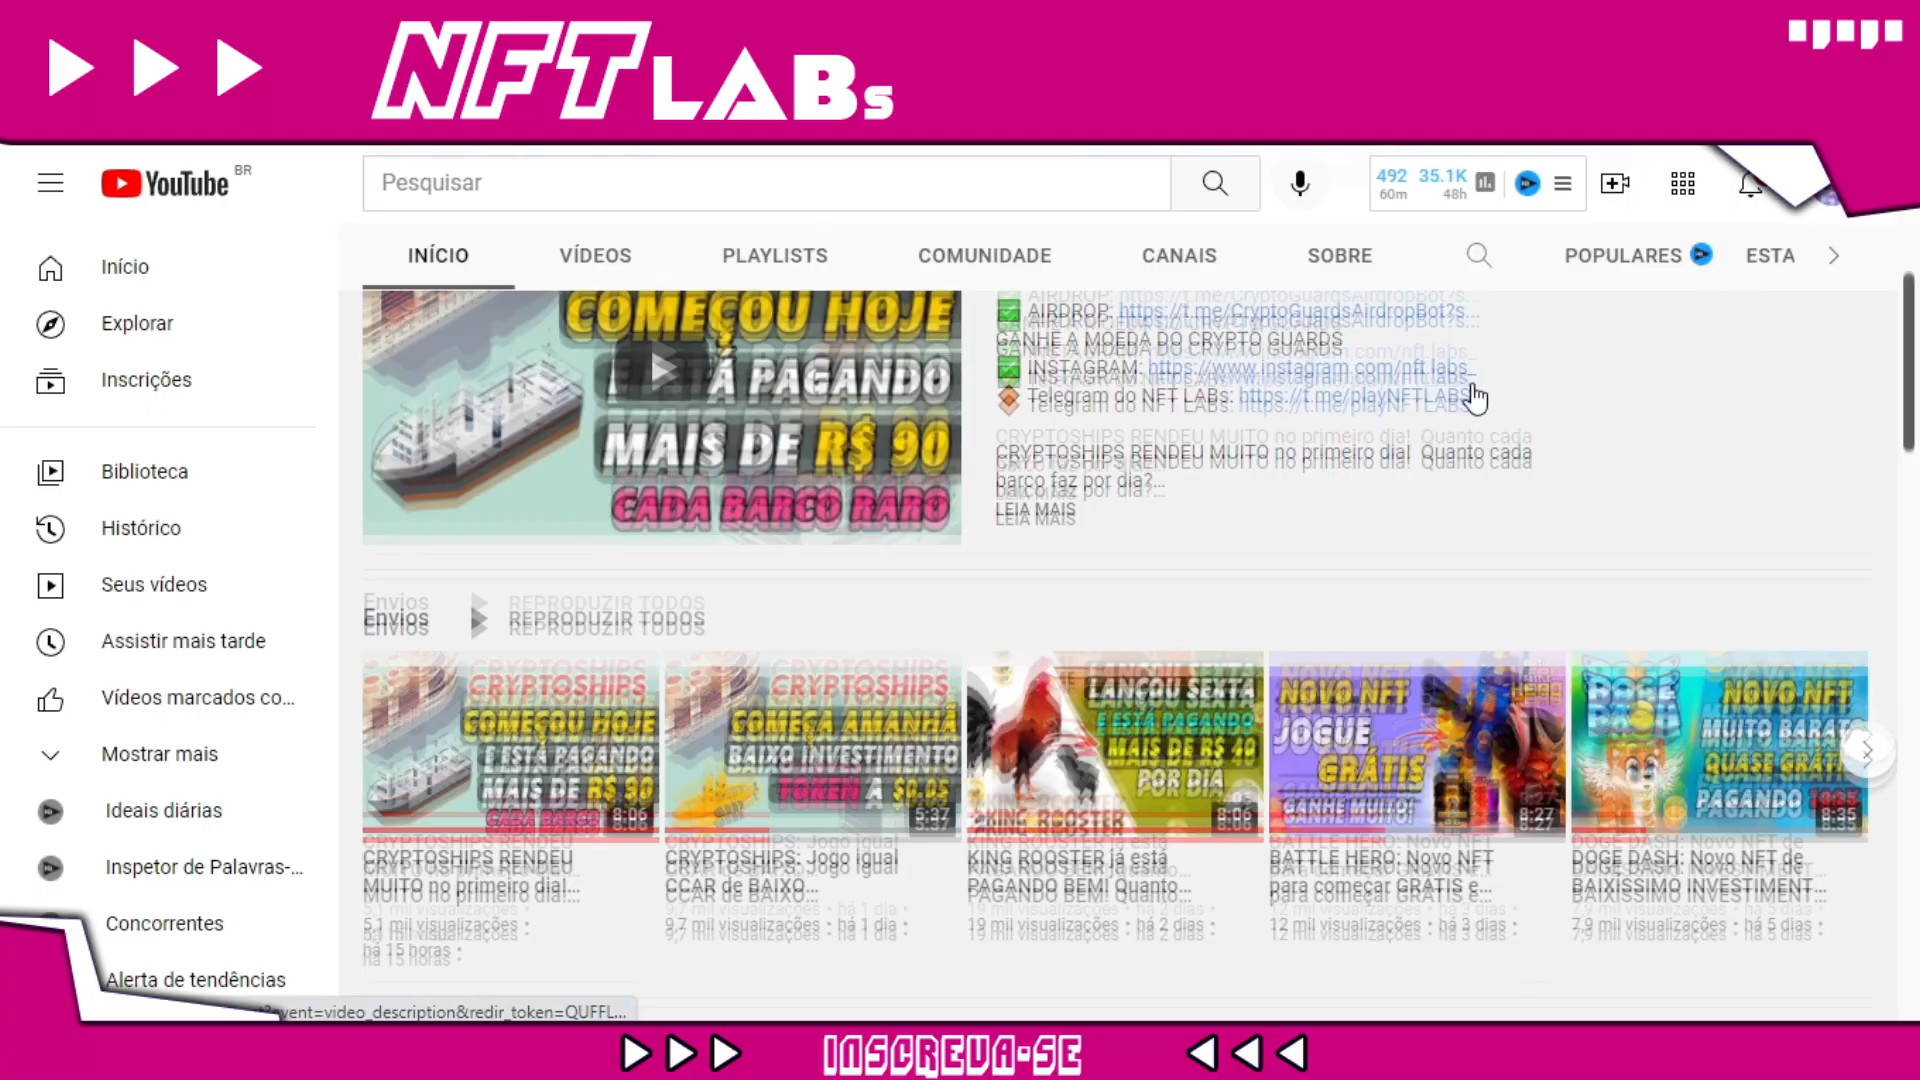 NFT LABs
YouTube BR
Pesquisar
492 35.1K
60m 48h
INÍCIO VÍDEOS PLAYLISTS COMUNIDADE CANAIS SOBRE POPULARES ESTA
Início
Explorar
Inscrições
Biblioteca
Histórico
Seus vídeos
Assistir mais tarde
Vídeos marcados co...
Mostrar mais
Ideais diárias
Inspetor de Palavras-...
Concorrentes
Alerta de tendências
COMEÇOU HOJE
Á PAGANDO
MAIS DE R$ 90
CADA BARCO RARO
AIRDROP: https://t.me/CryptoGuardsAirdropBot?s...
GANHE A MOEDA DO CRYPTO GUARDS
INSTAGRAM: https://www.instagram.com/nft.labs_
Telegram do NFT LABs: https://t.me/playNFTLABS
CRYPTOSHIPS RENDEU MUITO no primeiro dia! Quanto cada
barco faz por dia?...
LEIA MAIS
Envios REPRODUZIR TODOS
CRYPTOSHIPS
COMEÇOU HOJE
E ESTÁ PAGANDO
MAIS DE R$ 90
CADA BARCO
8:06
CRYPTOSHIPS RENDEU
MUITO no primeiro dia!...
5,1 mil visualizações •
há 15 horas •
CRYPTOSHIPS
COMEÇA AMANHÃ
BAIXO INVESTIMENTO
TOKEN A $0.05
5:37
CRYPTOSHIPS: Jogo igual
CCAR de BAIXO...
9,7 mil visualizações • há 1 dia •
LANÇOU SEXTA
E ESTÁ PAGANDO
MAIS DE R$ 40
POR DIA
KING ROOSTER
8:06
KING ROOSTER já está
PAGANDO BEM! Quanto...
19 mil visualizações • há 2 dias •
NOVO NFT
JOGUE
GRÁTIS
GANHE MUITO!
8:27
BATTLE HERO: Novo NFT
para começar GRÁTIS e...
12 mil visualizações • há 3 dias •
DOGE DASH
NOVO NFT
MUITO BARATO
QUASE GRÁTIS
PAGANDO
8:35
DOGE DASH: Novo NFT de
BAIXÍSSIMO INVESTIMENT...
7,9 mil visualizações • há 5 dias •
?event=video_description&redir_token=QUFFL...
INSCREVA-SE